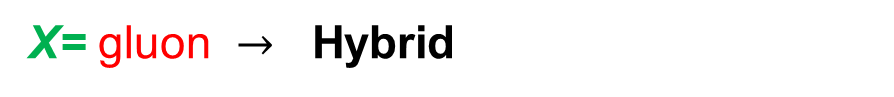 X= gluon → Hybrid